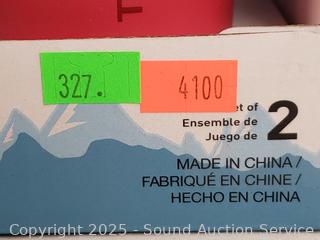 327.
4100
et of
Ensemble de
Juego de
2
MADE IN CHINA/
FABRIQUÉ EN CHINE/
HECHO EN CHINA
Copyright 2025 - Sound Auction Service